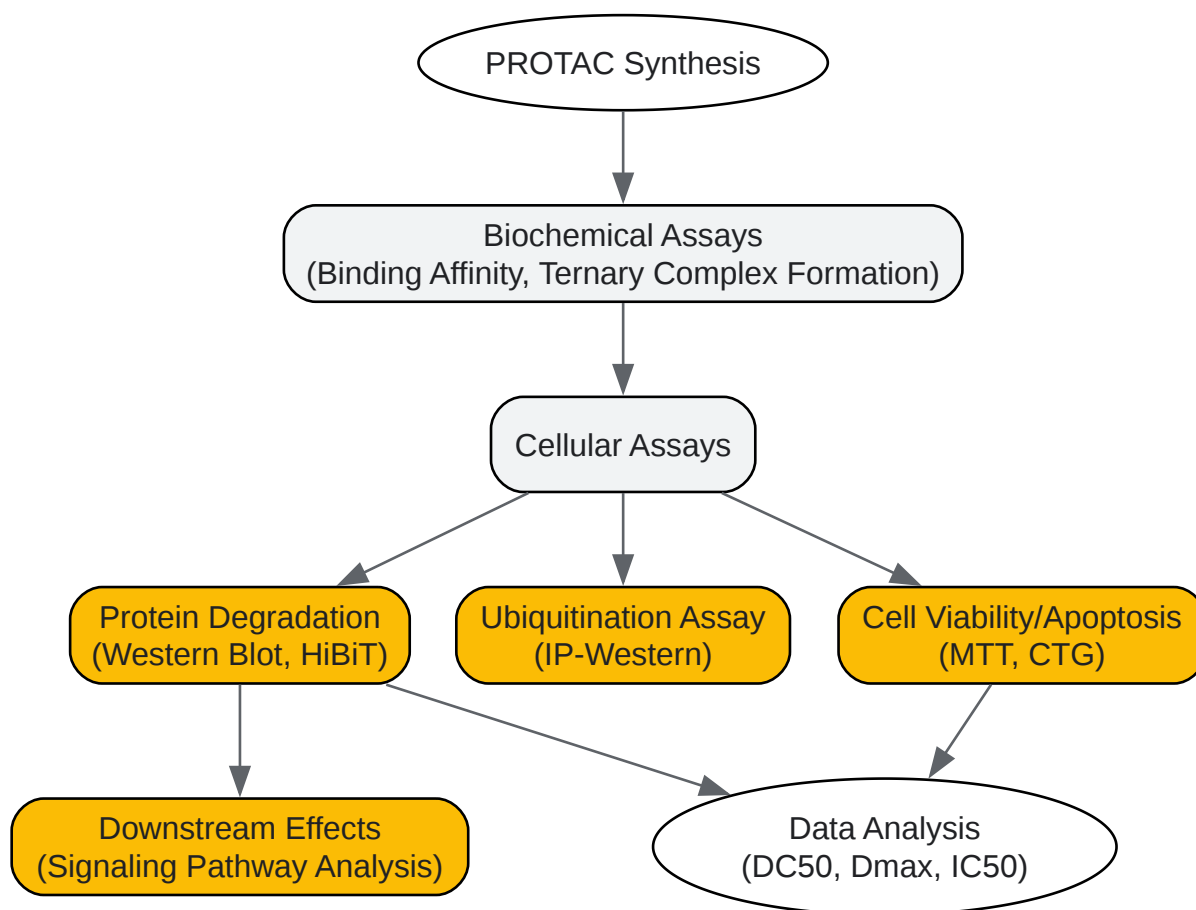 PROTAC Synthesis
Biochemical Assays
(Binding Affinity, Ternary Complex Formation)
Cellular Assays
Protein Degradation
(Western Blot, HiBiT)
Ubiquitination Assay
(IP-Western)
Cell Viability/Apoptosis
(MTT, CTG)
Downstream Effects
(Signaling Pathway Analysis)
Data Analysis
(DC50, Dmax, IC50)